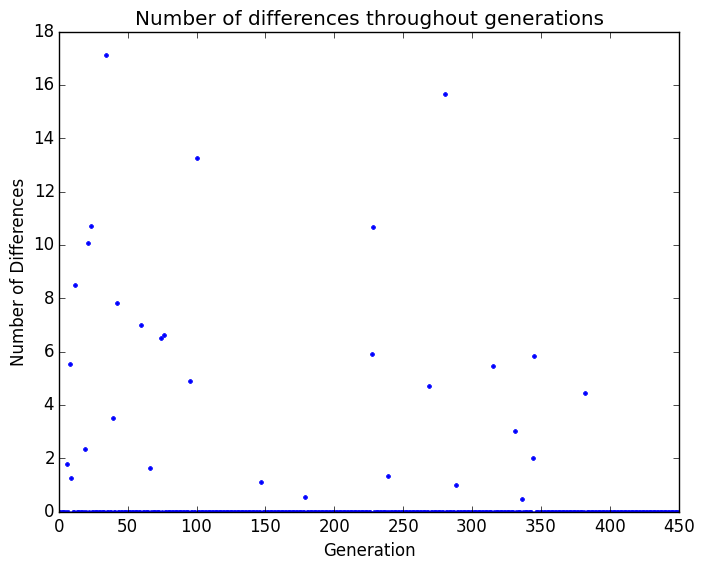 Number of differences throughout generations
18
16
14
12
10
8
6
4
2
0
Number of Differences
0 50 100 150 200 250 300 350 400 450
Generation